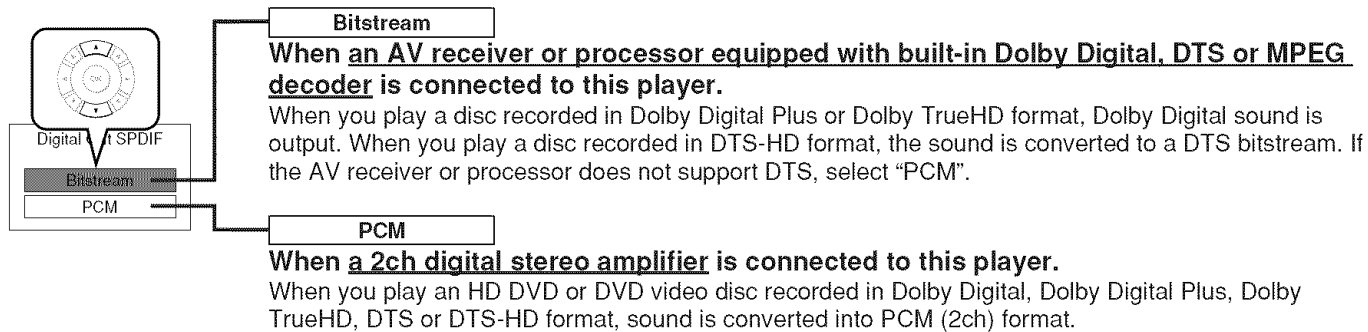 Bitstream
When an AV receiver or processor equipped with built-in Dolby Digital, DTS or MPEG
decoder is connected to this player.
When you play a disc recorded in Dolby Digital Plus or Dolby TrueHD format, Dolby Digital sound is
output. When you play a disc recorded in DTS-HD format, the sound is converted to a DTS bitstream. If
the AV receiver or processor does not support DTS, select “PCM”.
OK
Digital SPDIF
Bitstream
PCM
PCM
When a 2ch digital stereo amplifier is connected to this player.
When you play an HD DVD or DVD video disc recorded in Dolby Digital, Dolby Digital Plus, Dolby
TrueHD, DTS or DTS-HD format, sound is converted into PCM (2ch) format.